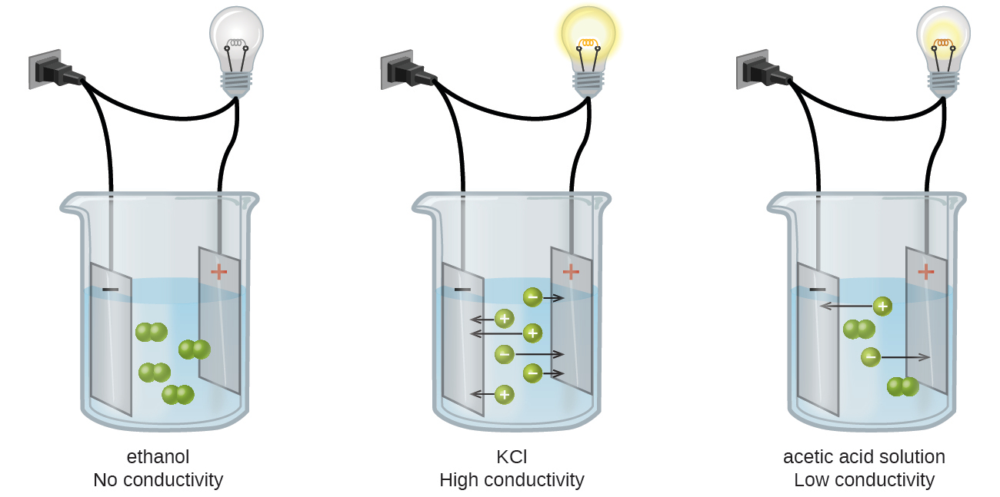 ethanol
No conductivity
KCl
High conductivity
acetic acid solution
Low conductivity